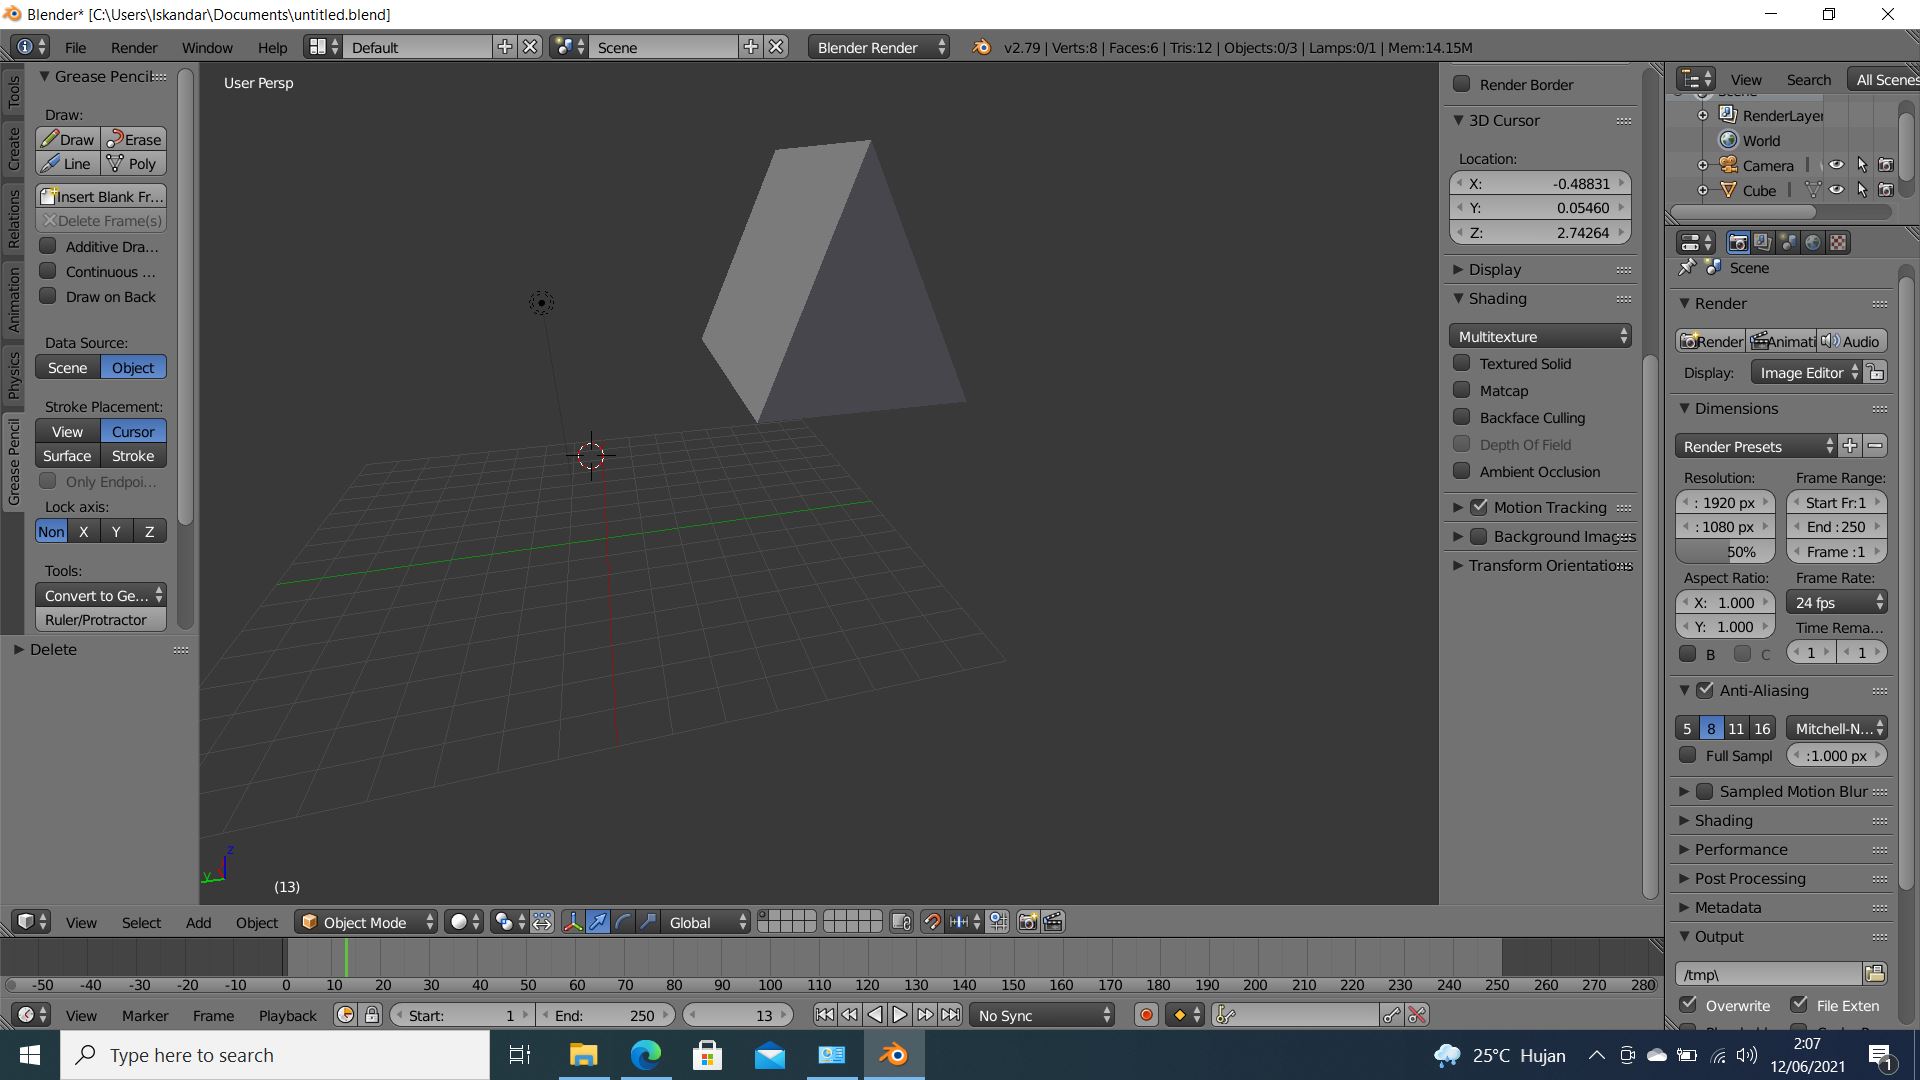 Blender* [C:\Users\Iskandar\Documents\untitled.blend]
File Render Window Help Default Scene Blender Render v2.79 | Verts:8 | Faces:6 | Tris:12 | Objects:0/3 | Lamps:0/1 | Mem:14.15M
Tools
Create
Relations
Animation
Physics
Grease Pencil
Grease Pencil
Draw:
Draw Erase
Line Poly
Insert Blank Fr...
Delete Frame(s)
Additive Dra...
Continuous ...
Draw on Back
Data Source:
Scene Object
Stroke Placement:
View Cursor
Surface Stroke
Only Endpoi...
Lock axis:
Non X Y Z
Tools:
Convert to Ge...
Ruler/Protractor
Delete
User Persp
z
y
(13)
Render Border
3D Cursor
Location:
X: -0.48831
Y: 0.05460
Z: 2.74264
Display
Shading
Multitexture
Textured Solid
Matcap
Backface Culling
Depth Of Field
Ambient Occlusion
Motion Tracking
Background Images
Transform Orientations
View Search All Scenes
Scene
RenderLayer
World
Camera
Cube
Scene
Render
Render Animati Audio
Display: Image Editor
Dimensions
Render Presets
Resolution: Frame Range:
: 1920 px Start Fr:1
: 1080 px End : 250
50% Frame :1
Aspect Ratio: Frame Rate:
X: 1.000 24 fps
Y: 1.000 Time Rema...
B C 1 1
Anti-Aliasing
5 8 11 16 Mitchell-N...
Full Sampl :1.000 px
Sampled Motion Blur
Shading
Performance
Post Processing
Metadata
Output
/tmp\
Overwrite File Exten
View Select Add Object Object Mode Global
-50 -40 -30 -20 -10 0 10 20 30 40 50 60 70 80 90 100 110 120 130 140 150 160 170 180 190 200 210 220 230 240 250 260 270 280
View Marker Frame Playback Start: 1 End: 250 13 No Sync
Type here to search
25°C Hujan
2:07
12/06/2021
1